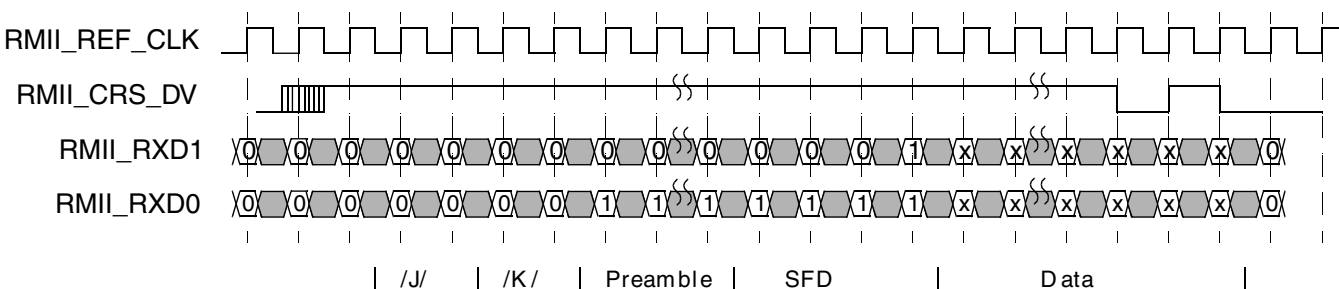 RMII_REF_CLK
RMII_CRS_DV
RMII_RXD1 0 0 0 0 0 0 0 0 0 0 0 0 0 1 x x x x x x 0
RMII_RXD0 0 0 0 0 0 0 0 1 1 1 1 1 1 1 x x x x x x 0
/J/ /K/ Preamble SFD Data